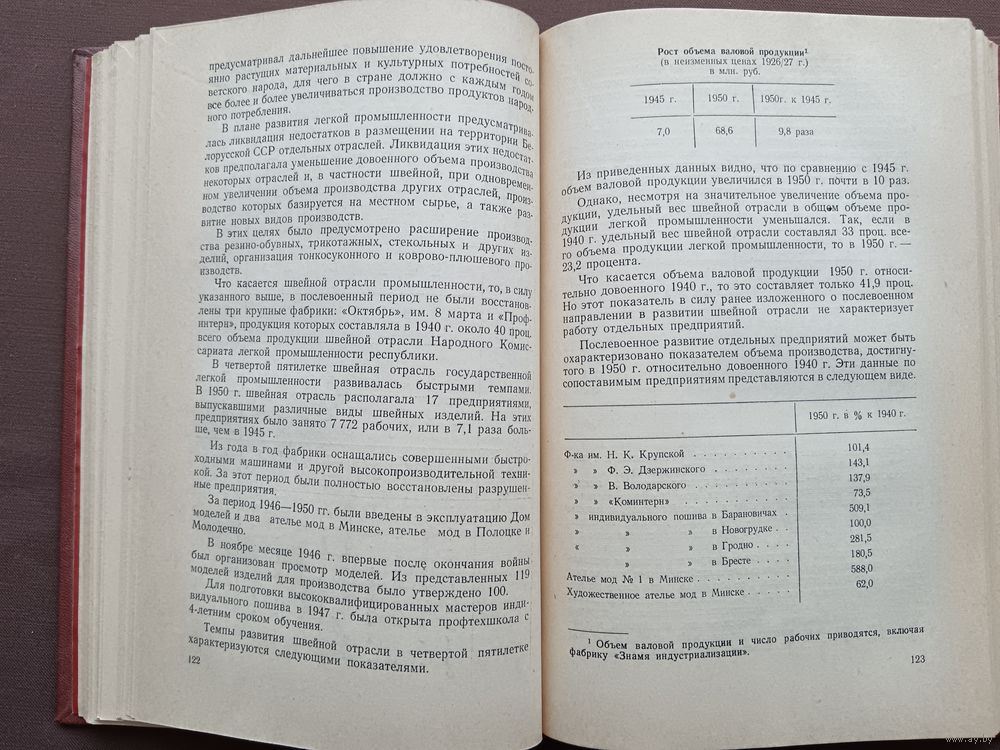 предусматривал дальнейшее повышение удовлетворения посто-
янно растущих материальных и культурных потребностей со-
ветского народа, для чего в стране должно с каждым годом
все более и более увеличиваться производство продуктов народ-
ного потребления.
В плане развития легкой промышленности предусматрива-
лась ликвидация недостатков в размещении на территории Бе-
лорусской ССР отдельных отраслей. Ликвидация этих недостат-
ков предполагала уменьшение довоенного объема производства
некоторых отраслей и, в частности швейной, при одновремен-
ном увеличении объема производства других отраслей, произ-
водство которых базируется на местном сырье, а также раз-
витие новых видов производств.
В этих целях было предусмотрено расширение производ-
ства резино-обувных, трикотажных, стекольных и других из-
делий, организация тонкосуконного и коврово-плюшевого про-
изводств.
Что касается швейной отрасли промышленности, то, в силу
указанного выше, в послевоенный период не были восстанов-
лены три крупные фабрики: «Октябрь», им. 8 марта и «Проф-
интерн», продукция которых составляла в 1940 г. около 40 проц.
всего объема продукции швейной отрасли Народного Комис-
сариата легкой промышленности республики.
В четвертой пятилетке швейная отрасль государственной
легкой промышленности развивалась быстрыми темпами.
В 1950 г. швейная отрасль располагала 17 предприятиями,
выпускавшими различные виды швейных изделий. На этих
предприятиях было занято 7 772 рабочих, или в 7,1 раза боль-
ше, чем в 1945 г.
Из года в год фабрики оснащались совершенными быстро-
ходными машинами и другой высокопроизводительной техни-
кой. За этот период были полностью восстановлены разрушен-
ные предприятия.
За период 1946—1950 гг. были введены в эксплуатацию Дом
моделей и два ателье мод в Минске, ателье мод в Полоцке и
Молодечно.
В ноябре месяце 1946 г. впервые после окончания войны
был организован просмотр моделей. Из представленных 119
моделей изделий для производства было утверждено 100.
Для подготовки высококвалифицированных мастеров инди-
видуального пошива в 1947 г. была открыта профтехшкола с
4-летним сроком обучения.
Темпы развития швейной отрасли в четвертой пятилетке
характеризуются следующими показателями.
122
Рост объема валовой продукции¹
(в неизменных ценах 1926/27 г.)
в млн. руб.
1945 г. 1950 г. 1950г. к 1945 г.
7,0 68,6 9,8 раза
Из приведенных данных видно, что по сравнению с 1945 г.
объем валовой продукции увеличился в 1950 г. почти в 10 раз.
Однако, несмотря на значительное увеличение объема про-
дукции, удельный вес швейной отрасли в общем объеме про-
дукции легкой промышленности уменьшался. Так, если в
1940 г. удельный вес швейной отрасли составлял 33 проц. все-
го объема продукции легкой промышленности, то в 1950 г. —
23,2 процента.
Что касается объема валовой продукции 1950 г. относи-
тельно довоенного 1940 г., то это составляет только 41,9 проц.
Но этот показатель в силу ранее изложенного о послевоенном
направлении в развитии швейной отрасли не характеризует
работу отдельных предприятий.
Послевоенное развитие отдельных предприятий может быть
охарактеризовано показателем объема производства, достигну-
того в 1950 г. относительно довоенного 1940 г. Эти данные по
сопоставимым предприятиям представляются в следующем виде.
1950 г. в % к 1940 г.
Ф-ка им. Н. К. Крупской . . . . . . . . . . 101,4
» » Ф. Э. Дзержинского . . . . . . . . 143,1
» » В. Володарского . . . . . . . . . . 137,9
» » «Коминтерн» . . . . . . . . . . . 73,5
» индивидуального пошива в Барановичах . 509,1
» » » в Новогрудке . . 100,0
« » » в Гродно . . . . 281,5
» » » в Бресте . . . . 180,5
Ателье мод № 1 в Минске . . . . . . . . . . 588,0
Художественное ателье мод в Минске . . . . . 62,0
¹ Объем валовой продукции и число рабочих приводятся, включая
фабрику «Знамя индустриализации».
123
www.ay.by